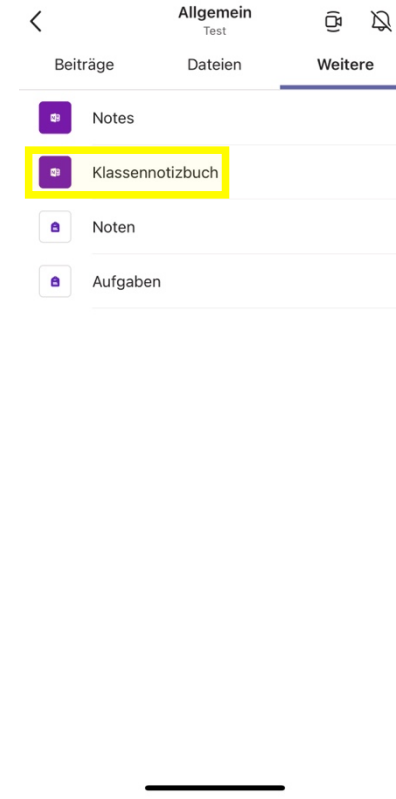 Allgemein
Test
Beiträge Dateien Weitere
Notes
Klassennotizbuch
Noten
Aufgaben